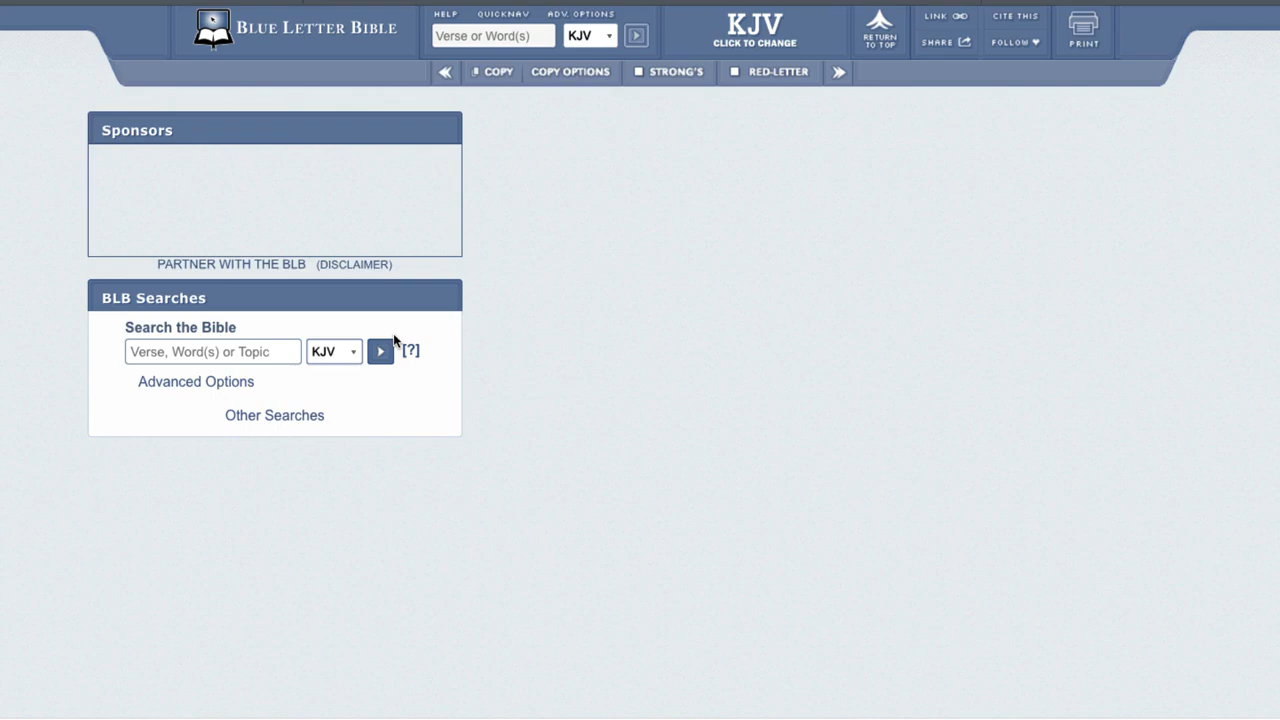 BLUE LETTER BIBLE
HELP QUICKNAV ADV. OPTIONS
Verse or Word(s) KJV
KJV
CLICK TO CHANGE
RETURN
TO TOP
LINK CITE THIS
SHARE FOLLOW
PRINT
COPY COPY OPTIONS STRONG'S RED-LETTER
Sponsors
PARTNER WITH THE BLB (DISCLAIMER)
BLB Searches
Search the Bible
Verse, Word(s) or Topic KJV [?]
Advanced Options
Other Searches